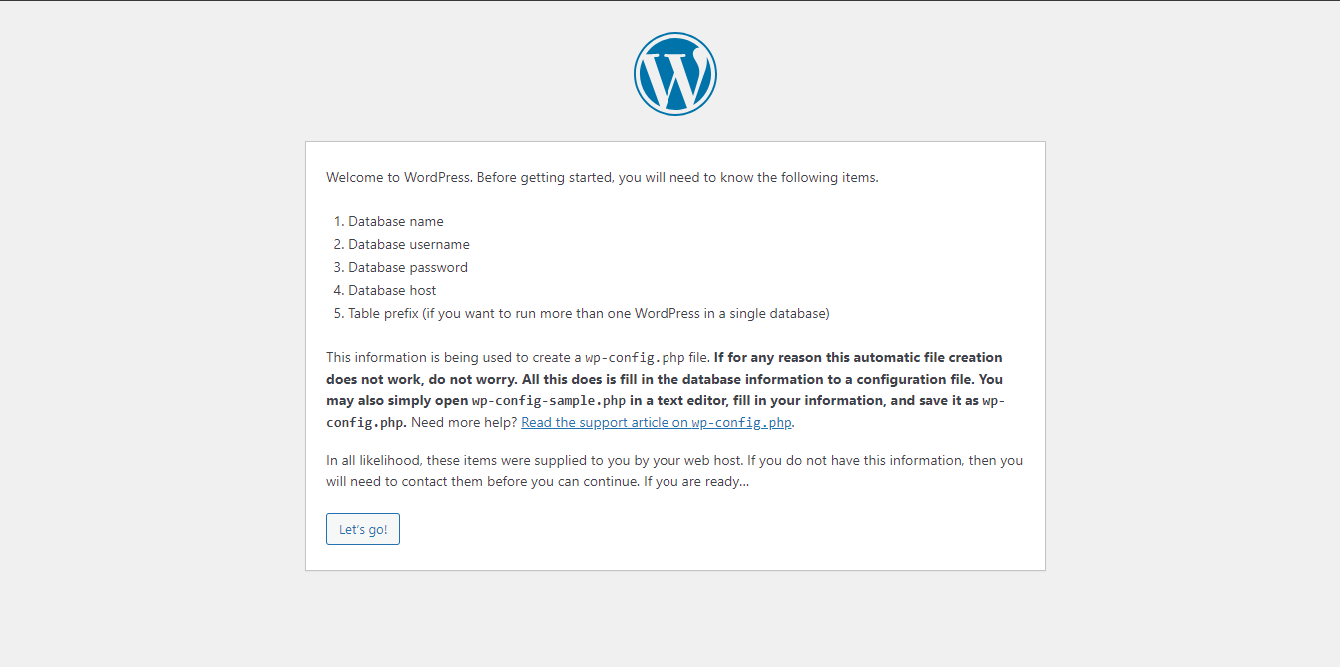 Welcome to WordPress. Before getting started, you will need to know the following items.
1. Database name
2. Database username
3. Database password
4. Database host
5. Table prefix (if you want to run more than one WordPress in a single database)
This information is being used to create a wp-config.php file. If for any reason this automatic file creation
does not work, do not worry. All this does is fill in the database information to a configuration file. You
may also simply open wp-config-sample.php in a text editor, fill in your information, and save it as wp-
config.php. Need more help? Read the support article on wp-config.php.
In all likelihood, these items were supplied to you by your web host. If you do not have this information, then you
will need to contact them before you can continue. If you are ready…
Let’s go!